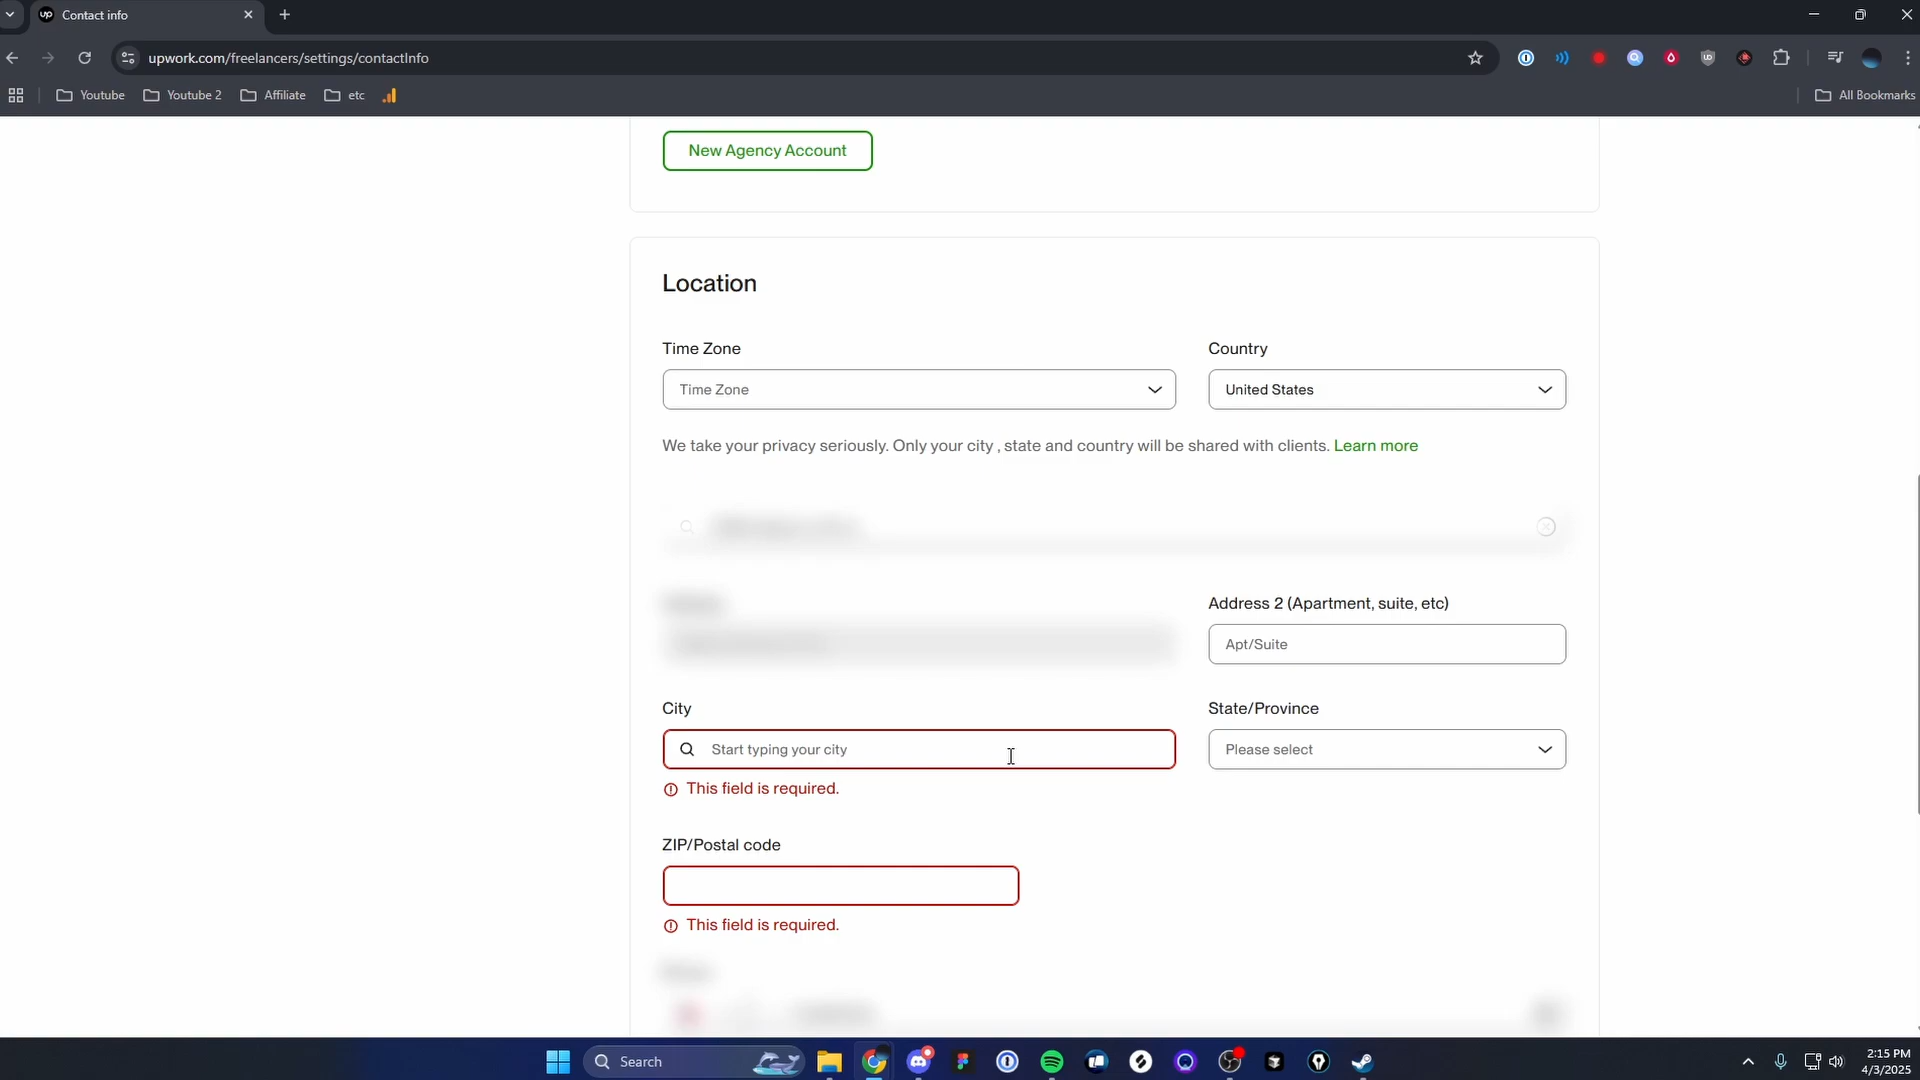 Contact info
upwork.com/freelancers/settings/contactInfo
Youtube
Youtube 2
Affiliate
etc
All Bookmarks
New Agency Account
Location
Time Zone
Country
Time Zone
United States
We take your privacy seriously. Only your city , state and country will be shared with clients. Learn more
Address 2 (Apartment, suite, etc)
Apt/Suite
City
State/Province
Start typing your city
Please select
This field is required.
ZIP/Postal code
This field is required.
Search
2:15 PM
4/3/2025